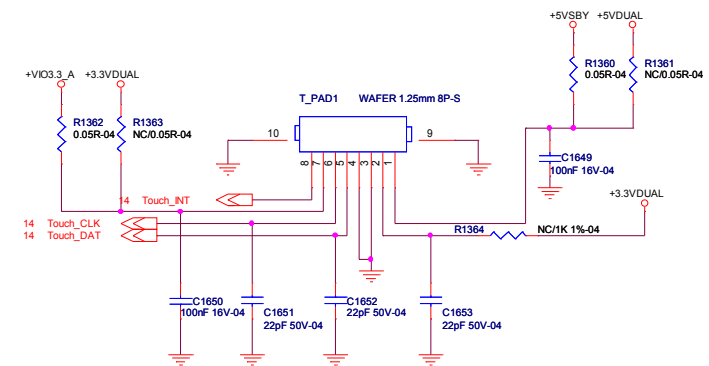 +5VSBY +5VDUAL
R1360
0.05R-04
R1361
NC/0.05R-04
+VIO3.3_A +3.3VDUAL
R1362
0.05R-04
R1363
NC/0.05R-04
T_PAD1 WAFER 1.25mm 8P-S
10 9
8 7 6 5 4 3 2 1
C1649
100nF 16V-04
+3.3VDUAL
14 Touch_INT
14 Touch_CLK
14 Touch_DAT
R1364 NC/1K 1%-04
C1650
100nF 16V-04
C1651
22pF 50V-04
C1652
22pF 50V-04
C1653
22pF 50V-04